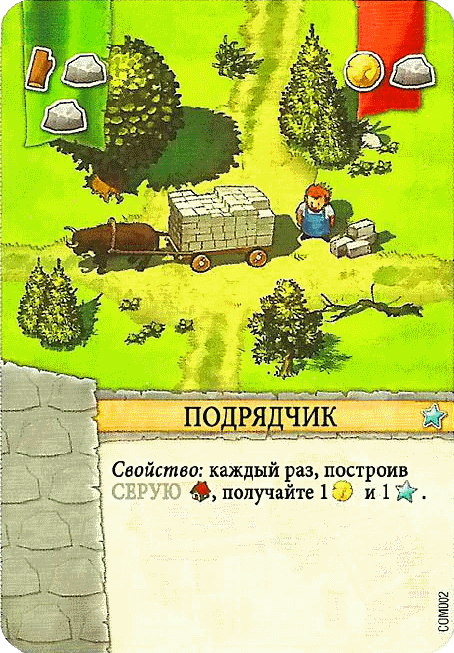 ПОДРЯДЧИК
Свойство: каждый раз, построив
СЕРУЮ , получайте 1 и 1 .
COM002